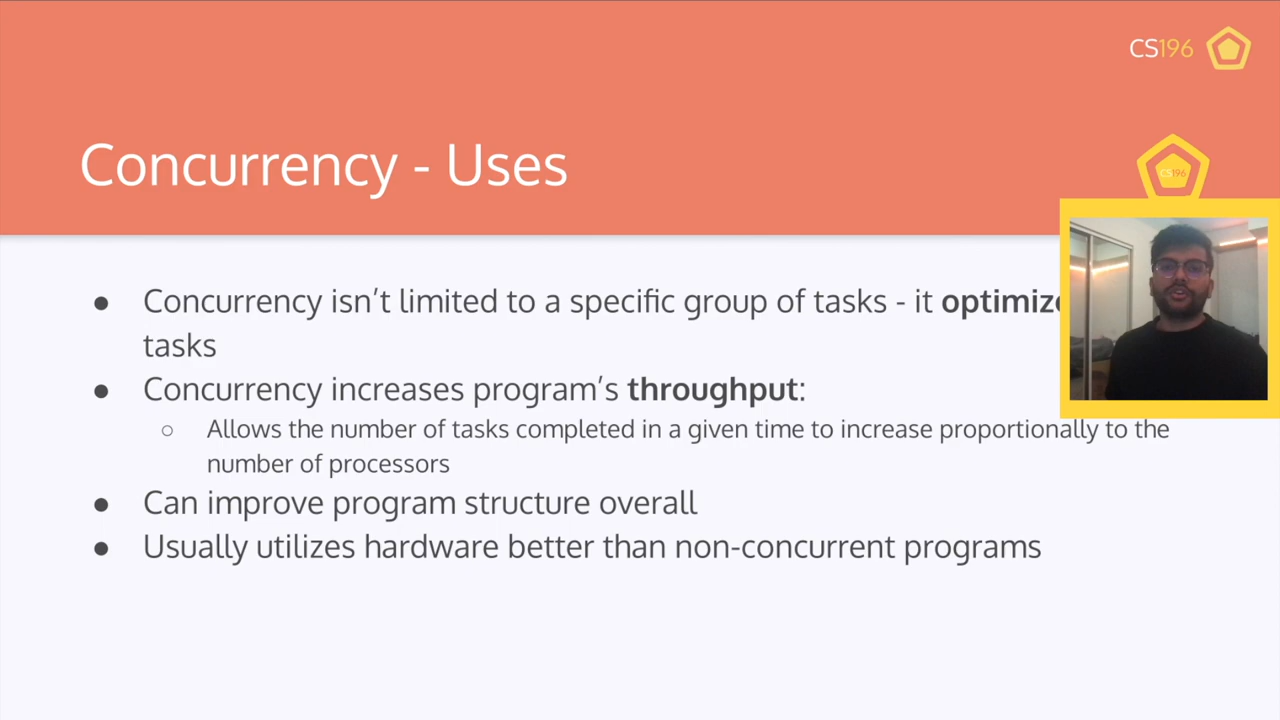 CS196
Concurrency - Uses
CS196
● Concurrency isn't limited to a specific group of tasks - it
tasks
● Concurrency increases program's throughput:
○ Allows the number of tasks completed in a given time to increase proportionally to the
number of processors
● Can improve program structure overall
● Usually utilizes hardware better than non-concurrent programs